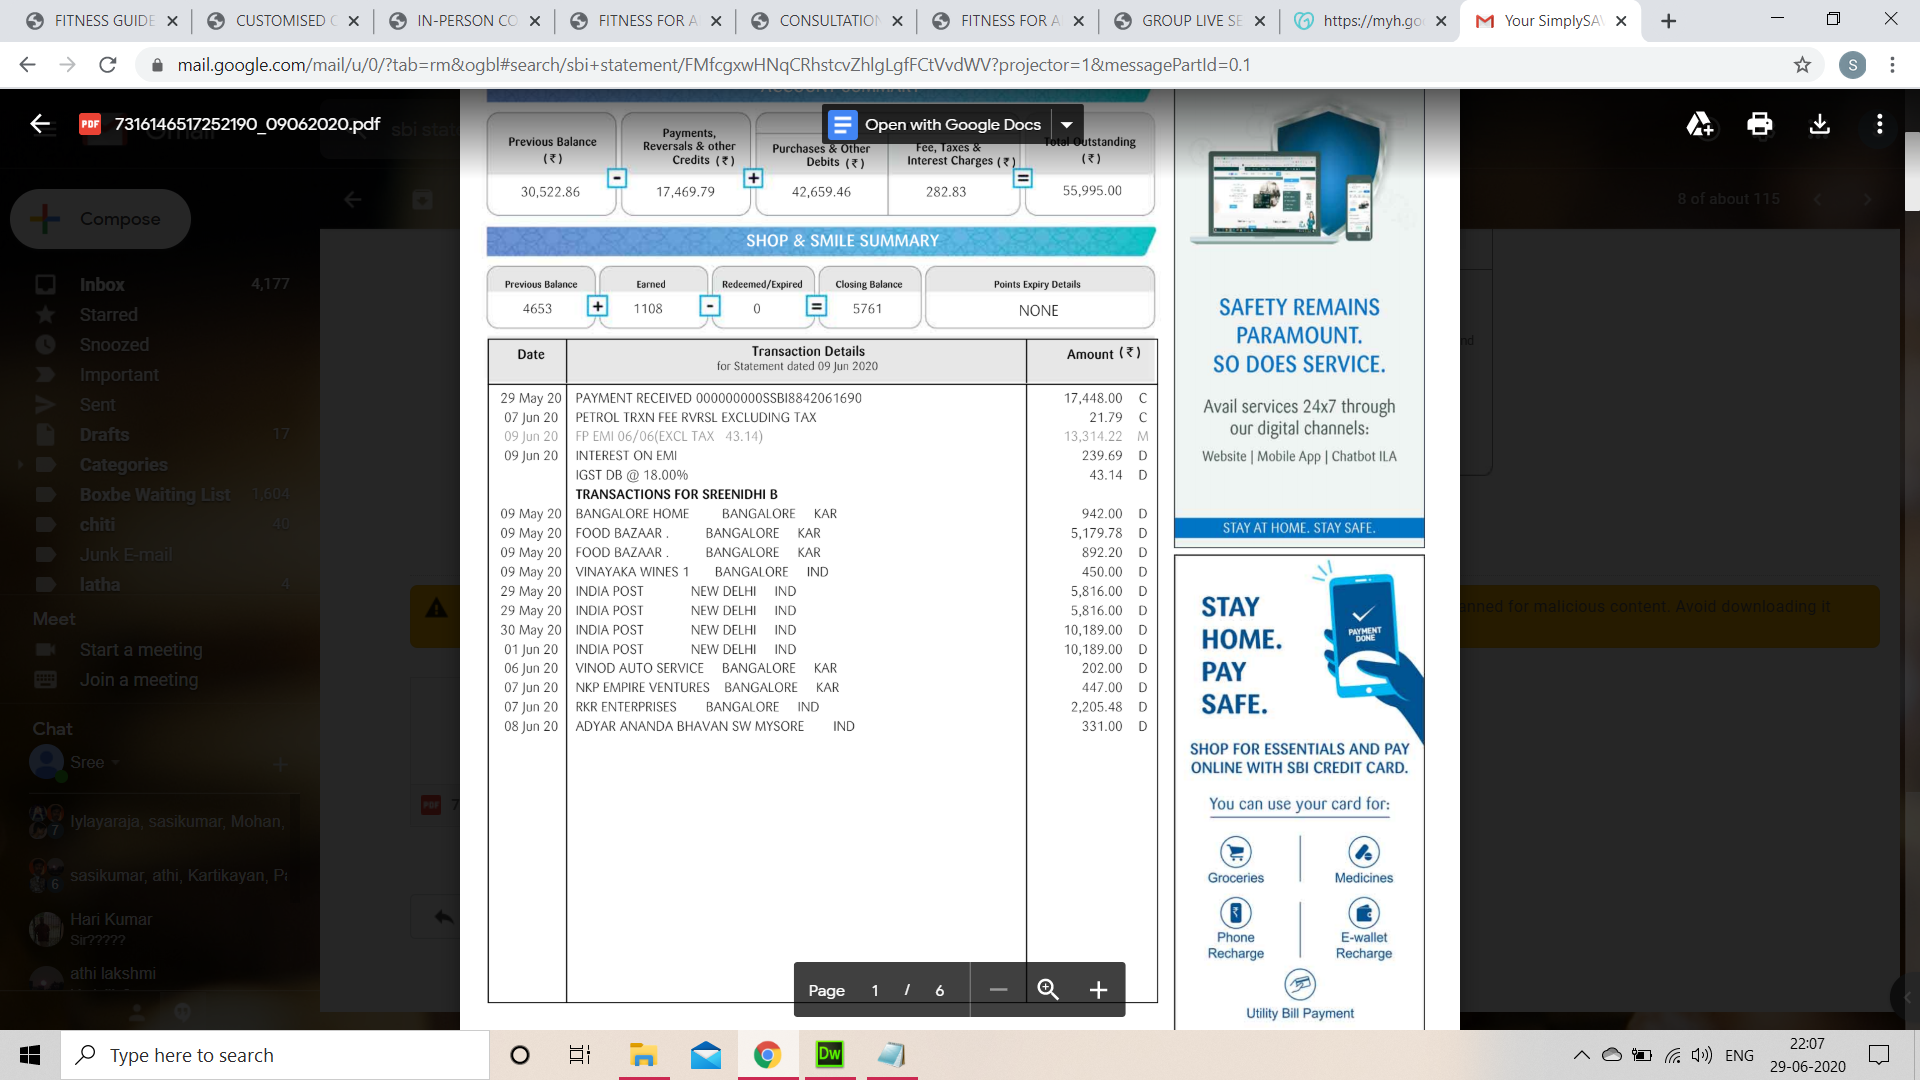 FITNESS GUIDE
CUSTOMISED C
IN-PERSON CO
FITNESS FOR A
CONSULTATION
FITNESS FOR A
GROUP LIVE SE
https://myh.go
Your SimplySA
mail.google.com/mail/u/0/?tab=rm&ogbl#search/sbi+statement/FMfcgxwHNqCRhstcvZhlgLgfFCtVvdWV?projector=1&messagePartId=0.1
S
PDF 7316146517252190_09062020.pdf
sbi state
Open with Google Docs
ACCOUNT SUMMARY
Compose
8 of about 115
Inbox 4,177
Starred
Snoozed
Important
Sent
Drafts 17
Categories
Boxbe Waiting List 1,604
chiti 40
Junk E-mail
latha 4
Meet
Start a meeting
Join a meeting
Chat
Sree
Iylayaraja, sasikumar, Mohan,
7
sasikumar, athi, Kartikayan, Pa
6
Hari Kumar
Sir?????
athi lakshmi
Previous Balance (₹)
Payments, Reversals & other Credits (₹)
Purchases & Other Debits (₹)
Fee, Taxes & Interest Charges (₹)
Total Outstanding (₹)
30,522.86 - 17,469.79 + 42,659.46 282.83 = 55,995.00
SHOP & SMILE SUMMARY
Previous Balance Earned Redeemed/Expired Closing Balance Points Expiry Details
4653 + 1108 - 0 = 5761 NONE
Date Transaction Details Amount (₹)
for Statement dated 09 Jun 2020
29 May 20 PAYMENT RECEIVED 000000000SSBI8842061690 17,448.00 C
07 Jun 20 PETROL TRXN FEE RVRSL EXCLUDING TAX 21.79 C
09 Jun 20 FP EMI 06/06(EXCL TAX 43.14) 13,314.22 M
09 Jun 20 INTEREST ON EMI 239.69 D
IGST DB @ 18.00% 43.14 D
TRANSACTIONS FOR SREENIDHI B
09 May 20 BANGALORE HOME BANGALORE KAR 942.00 D
09 May 20 FOOD BAZAAR . BANGALORE KAR 5,179.78 D
09 May 20 FOOD BAZAAR . BANGALORE KAR 892.20 D
09 May 20 VINAYAKA WINES 1 BANGALORE IND 450.00 D
29 May 20 INDIA POST NEW DELHI IND 5,816.00 D
29 May 20 INDIA POST NEW DELHI IND 5,816.00 D
30 May 20 INDIA POST NEW DELHI IND 10,189.00 D
01 Jun 20 INDIA POST NEW DELHI IND 10,189.00 D
06 Jun 20 VINOD AUTO SERVICE BANGALORE KAR 202.00 D
07 Jun 20 NKP EMPIRE VENTURES BANGALORE KAR 447.00 D
07 Jun 20 RKR ENTERPRISES BANGALORE IND 2,205.48 D
08 Jun 20 ADYAR ANANDA BHAVAN SW MYSORE IND 331.00 D
Page 1 / 6
SAFETY REMAINS
PARAMOUNT.
SO DOES SERVICE.
Avail services 24x7 through
our digital channels:
Website | Mobile App | Chatbot ILA
STAY AT HOME. STAY SAFE.
STAY
HOME.
PAY
SAFE.
PAYMENT
DONE
SHOP FOR ESSENTIALS AND PAY
ONLINE WITH SBI CREDIT CARD.
You can use your card for:
Groceries
Medicines
Phone Recharge
E-wallet Recharge
Utility Bill Payment
nd
anned for malicious content. Avoid downloading it
PDF 7
Type here to search
Dw
ENG
22:07
29-06-2020